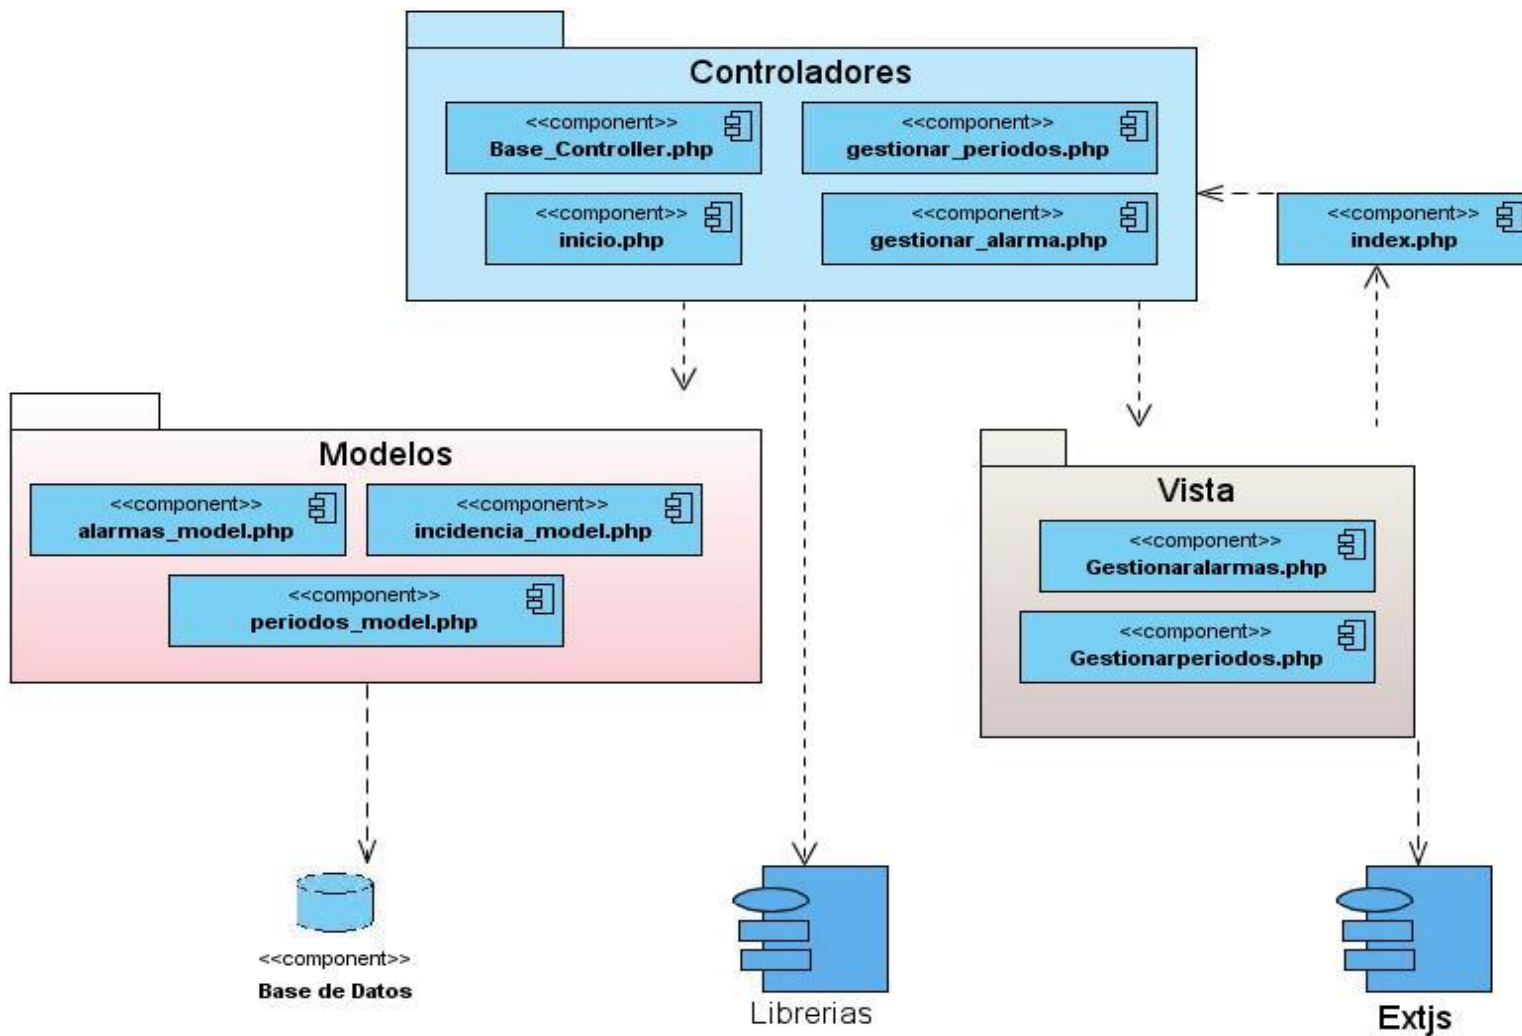 Controladores
<<component>>
Base_Controller.php
<<component>>
gestionar_periodos.php
<<component>>
inicio.php
<<component>>
gestionar_alarma.php
<<component>>
index.php
Modelos
<<component>>
alarmas_model.php
<<component>>
incidencia_model.php
<<component>>
periodos_model.php
Vista
<<component>>
Gestionaralarmas.php
<<component>>
Gestionarperiodos.php
<<component>>
Base de Datos
Librerias
Extjs